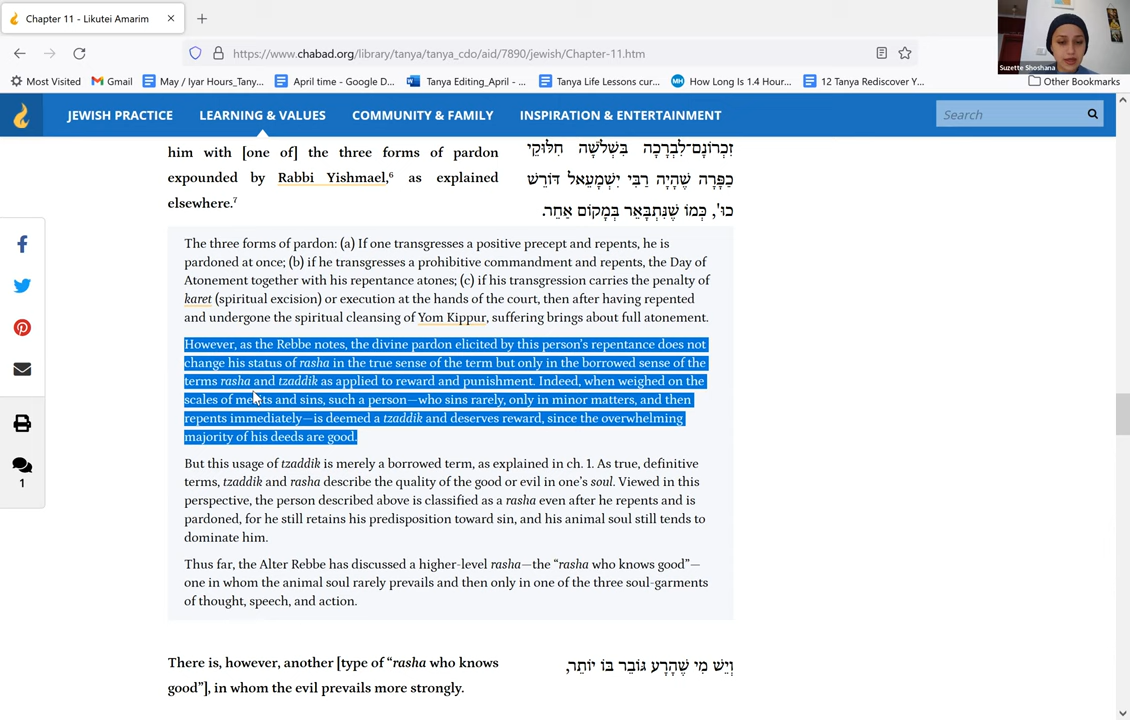 Chapter 11 - Likutei Amarim
https://www.chabad.org/library/tanya/tanya_cdo/aid/7890/jewish/Chapter-11.htm
Suzette Shoshana
Most Visited Gmail May / Iyar Hours_Tany... April time - Google D... Tanya Editing_April - ... Tanya Life Lessons cur... MH How Long Is 1.4 Hour... 12 Tanya Rediscover Y... Other Bookmarks
JEWISH PRACTICE LEARNING & VALUES COMMUNITY & FAMILY INSPIRATION & ENTERTAINMENT Search
him with [one of] the three forms of pardon
expounded by Rabbi Yishmael,6 as explained
elsewhere.7
זִכְרוֹנָם־לִבְרָכָה בִּשְׁלֹשָׁה חִלּוּקֵי
כַפָּרָה שֶׁהָיָה רַבִּי יִשְׁמָעֵאל דּוֹרֵשׁ
כוּ', כְּמוֹ שֶׁנִּתְבָּאֵר בְּמָקוֹם אַחֵר.
The three forms of pardon: (a) If one transgresses a positive precept and repents, he is
pardoned at once; (b) if he transgresses a prohibitive commandment and repents, the Day of
Atonement together with his repentance atones; (c) if his transgression carries the penalty of
karet (spiritual excision) or execution at the hands of the court, then after having repented
and undergone the spiritual cleansing of Yom Kippur, suffering brings about full atonement.
However, as the Rebbe notes, the divine pardon elicited by this person's repentance does not
change his status of rasha in the true sense of the term but only in the borrowed sense of the
terms rasha and tzaddik as applied to reward and punishment. Indeed, when weighed on the
scales of merits and sins, such a person—who sins rarely, only in minor matters, and then
repents immediately—is deemed a tzaddik and deserves reward, since the overwhelming
majority of his deeds are good.
But this usage of tzaddik is merely a borrowed term, as explained in ch. 1. As true, definitive
terms, tzaddik and rasha describe the quality of the good or evil in one's soul. Viewed in this
perspective, the person described above is classified as a rasha even after he repents and is
pardoned, for he still retains his predisposition toward sin, and his animal soul still tends to
dominate him.
Thus far, the Alter Rebbe has discussed a higher-level rasha—the “rasha who knows good”—
one in whom the animal soul rarely prevails and then only in one of the three soul-garments
of thought, speech, and action.
There is, however, another [type of “rasha who knows
good”], in whom the evil prevails more strongly.
וְיֵשׁ מִי שֶׁהָרַע גּוֹבֵר בּוֹ יוֹתֵר,
1